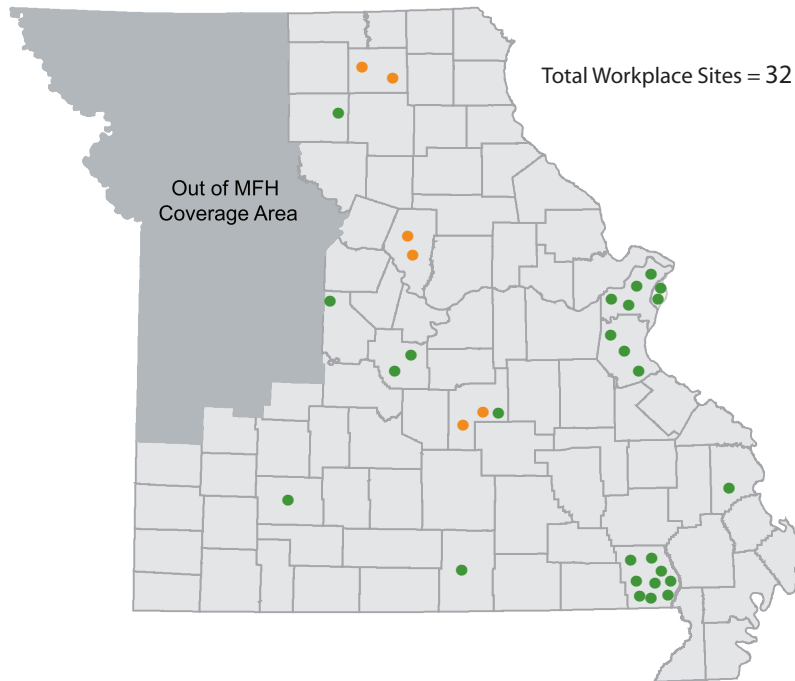 Total Workplace Sites = 32
Out of MFH
Coverage Area